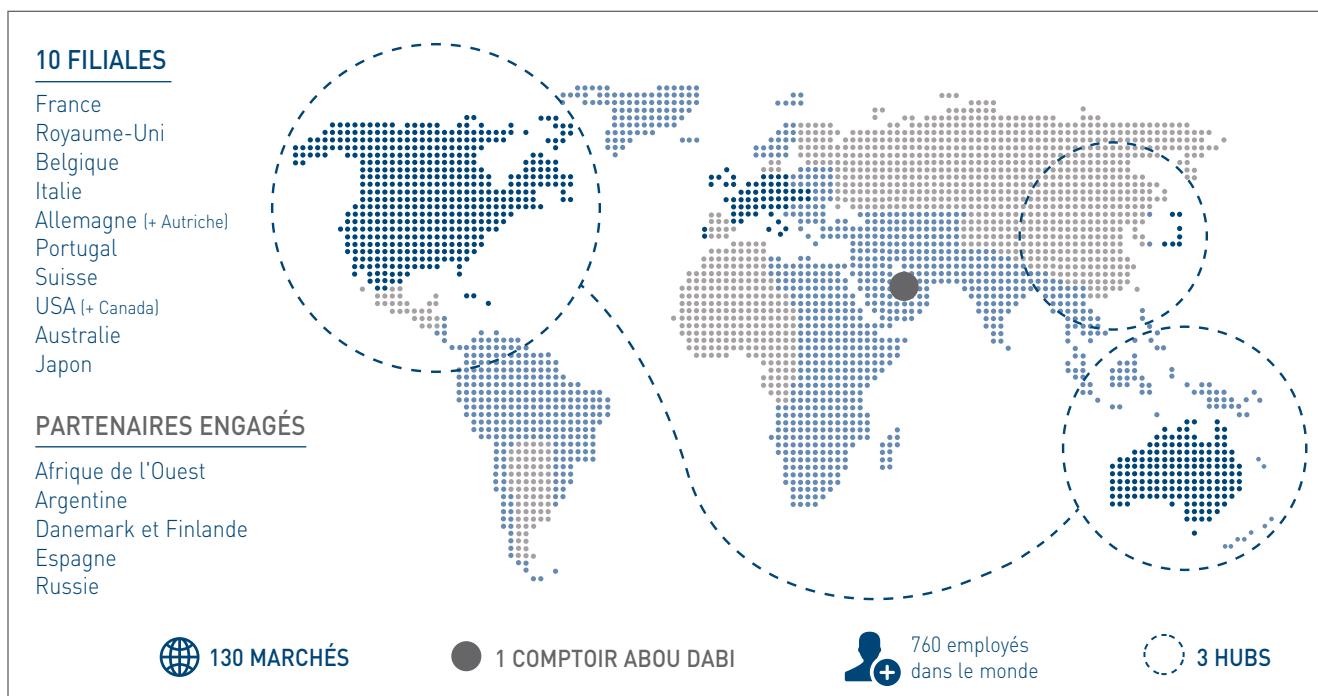 10 FILIALES
France
Royaume-Uni
Belgique
Italie
Allemagne (+ Autriche)
Portugal
Suisse
USA (+ Canada)
Australie
Japon
PARTENAIRES ENGAGÉS
Afrique de l'Ouest
Argentine
Danemark et Finlande
Espagne
Russie
130 MARCHÉS
1 COMPTOIR ABOU DABI
760 employés
dans le monde
3 HUBS